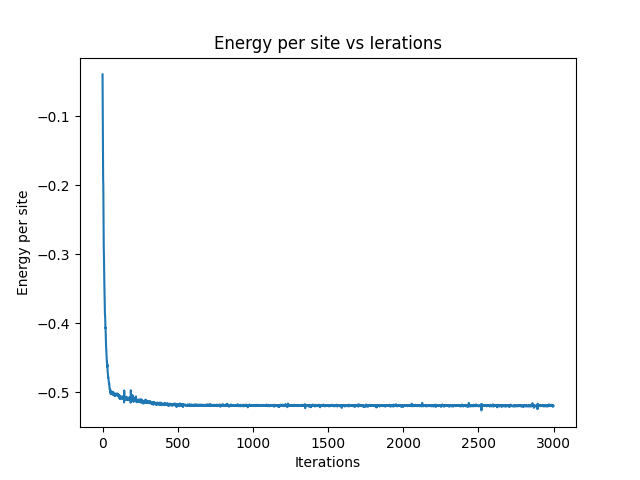 Energy per site vs Ierations
Energy per site
−0.1
−0.2
−0.3
−0.4
−0.5
0 500 1000 1500 2000 2500 3000
Iterations